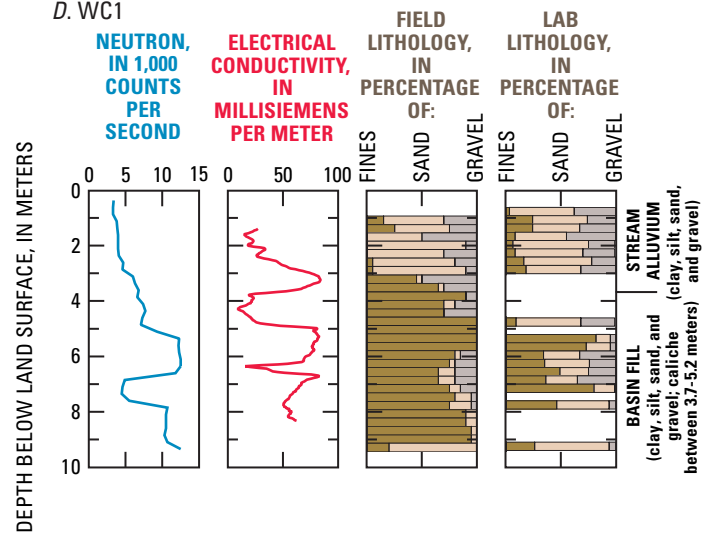 D. WC1
NEUTRON,
IN 1,000
COUNTS
PER
SECOND
ELECTRICAL
CONDUCTIVITY,
IN
MILLISIEMENS
PER METER
FIELD
LITHOLOGY,
IN
PERCENTAGE
OF:
LAB
LITHOLOGY,
IN
PERCENTAGE
OF:
FINES
SAND
GRAVEL
FINES
SAND
GRAVEL
0 5 10 15
0 50 100
DEPTH BELOW LAND SURFACE, IN METERS
0
2
4
6
8
10
STREAM
ALLUVIUM
(clay, silt, sand,
and gravel)
BASIN FILL
(clay, silt, sand, and
gravel; caliche
between 3.7-5.2 meters)